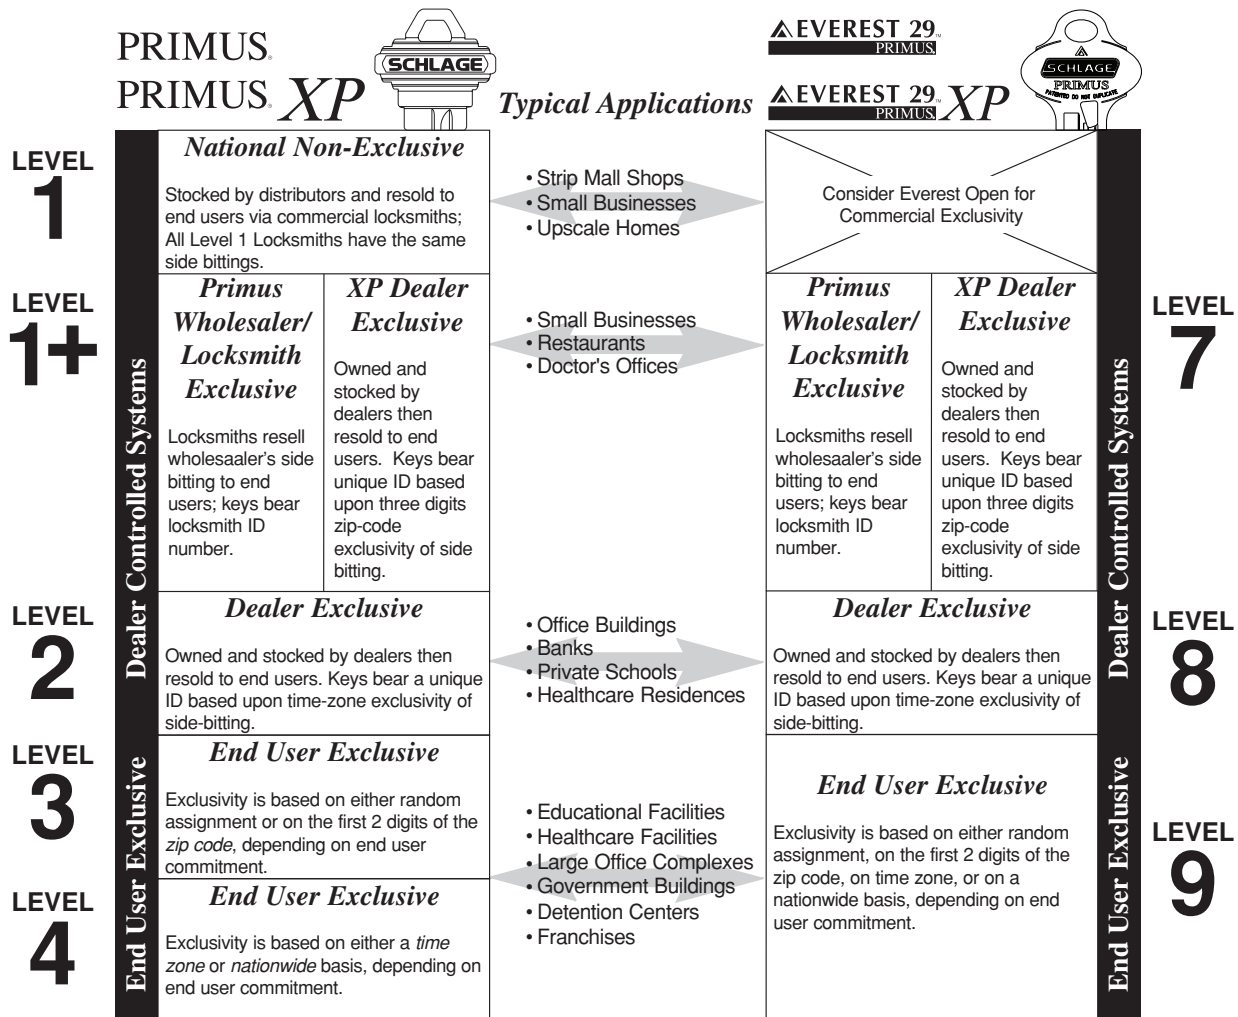 PRIMUS®
PRIMUS® XP
SCHLAGE
Typical Applications
EVEREST 29™
PRIMUS®
EVEREST 29™
PRIMUS® XP
SCHLAGE
PRIMUS
PATENTED DO NOT DUPLICATE
LEVEL
1
LEVEL
1+
LEVEL
2
LEVEL
3
LEVEL
4
Dealer Controlled Systems
End User Exclusive
National Non-Exclusive
Stocked by distributors and resold to
end users via commercial locksmiths;
All Level 1 Locksmiths have the same
side bittings.
Primus
Wholesaler/
Locksmith
Exclusive
Locksmiths resell
wholesaaler's side
bitting to end
users; keys bear
locksmith ID
number.
XP Dealer
Exclusive
Owned and
stocked by
dealers then
resold to end
users. Keys bear
unique ID based
upon three digits
zip-code
exclusivity of side
bitting.
Dealer Exclusive
Owned and stocked by dealers then
resold to end users. Keys bear a unique
ID based upon time-zone exclusivity of
side-bitting.
End User Exclusive
Exclusivity is based on either random
assignment or on the first 2 digits of the
zip code, depending on end user
commitment.
End User Exclusive
Exclusivity is based on either a time
zone or nationwide basis, depending on
end user commitment.
• Strip Mall Shops
• Small Businesses
• Upscale Homes
• Small Businesses
• Restaurants
• Doctor's Offices
• Office Buildings
• Banks
• Private Schools
• Healthcare Residences
• Educational Facilities
• Healthcare Facilities
• Large Office Complexes
• Government Buildings
• Detention Centers
• Franchises
Consider Everest Open for
Commercial Exclusivity
Primus
Wholesaler/
Locksmith
Exclusive
Locksmiths resell
wholesaaler's side
bitting to end
users; keys bear
locksmith ID
number.
XP Dealer
Exclusive
Owned and
stocked by
dealers then
resold to end
users. Keys bear
unique ID based
upon three digits
zip-code
exclusivity of side
bitting.
Dealer Exclusive
Owned and stocked by dealers then
resold to end users. Keys bear a unique
ID based upon time-zone exclusivity of
side-bitting.
End User Exclusive
Exclusivity is based on either random
assignment, on the first 2 digits of the
zip code, on time zone, or on a
nationwide basis, depending on end
user commitment.
Dealer Controlled Systems
End User Exclusive
LEVEL
7
LEVEL
8
LEVEL
9